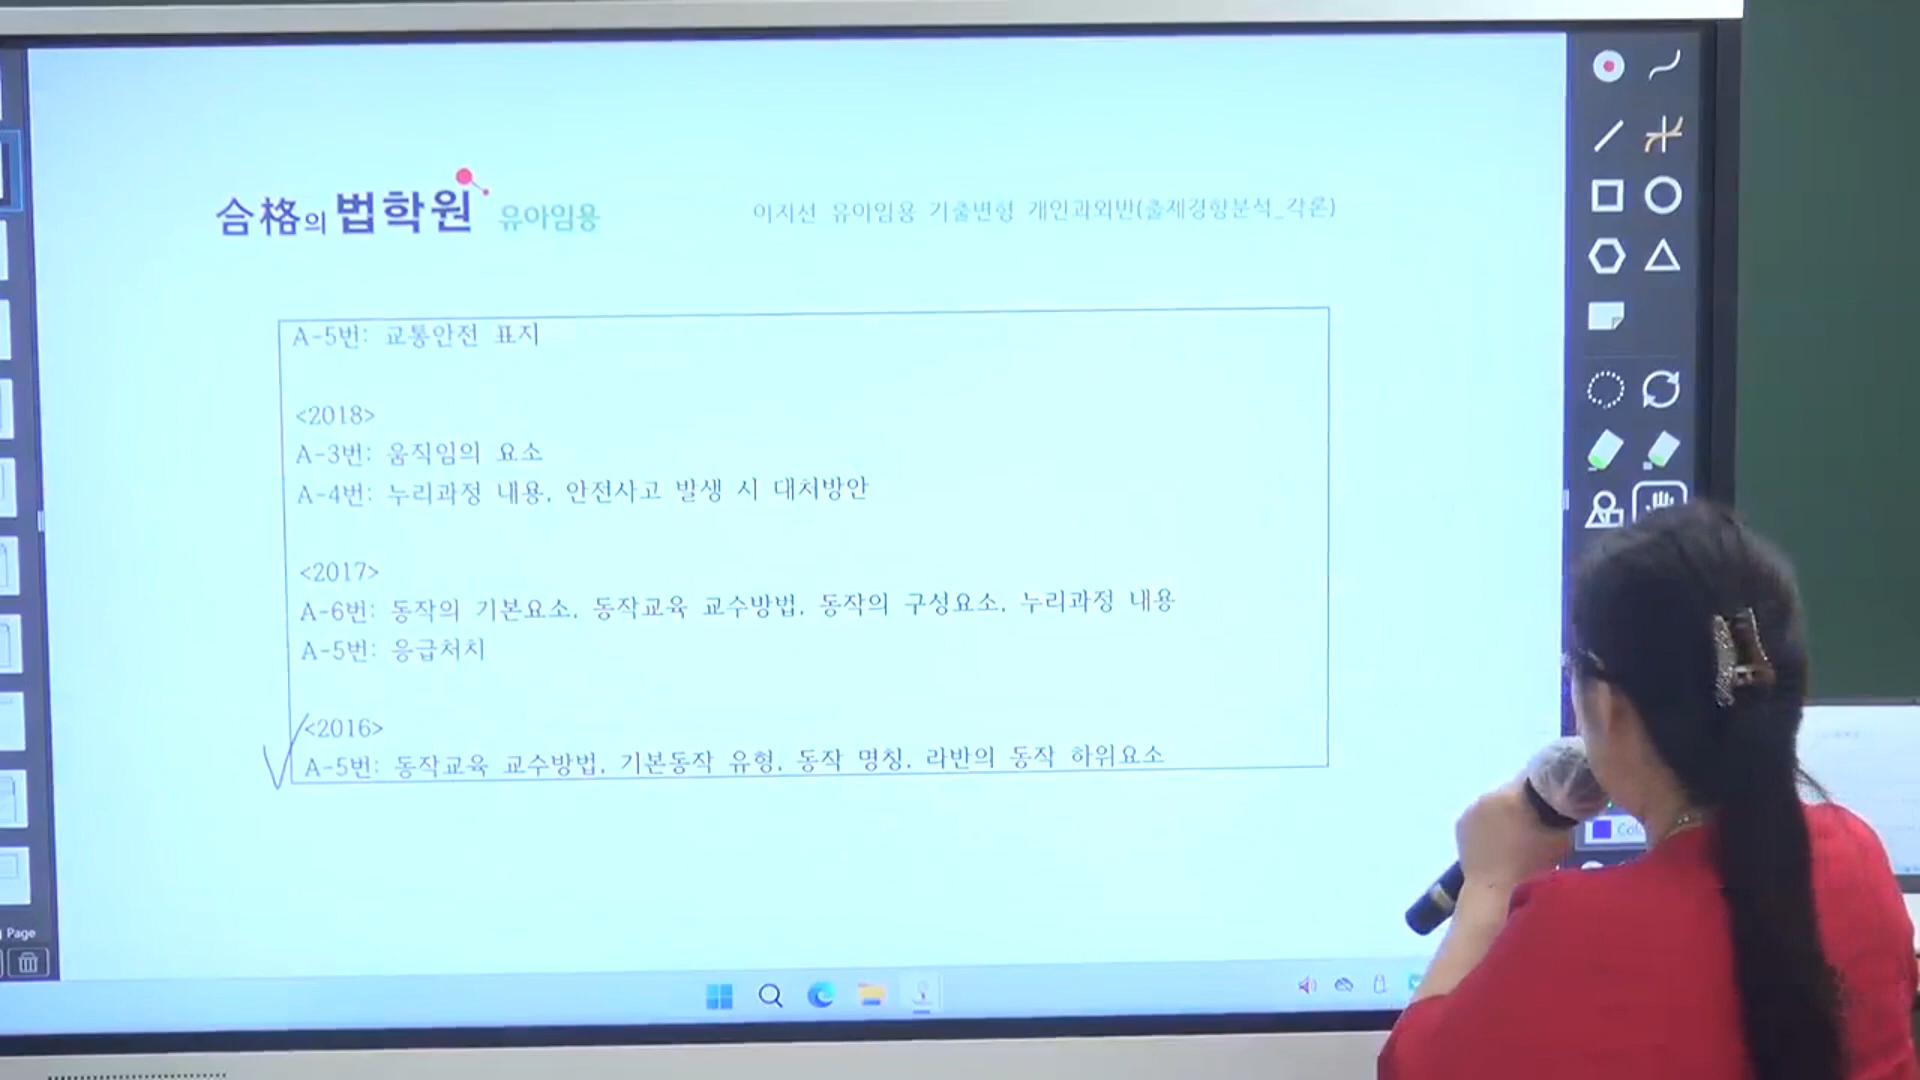 合格의 법학원 유아임용
이지선 유아임용 기출변형 개인과외반(출제경향분석_각론)
A-5번: 교통안전 표지
<2018>
A-3번: 움직임의 요소
A-4번: 누리과정 내용, 안전사고 발생 시 대처방안
<2017>
A-6번: 동작의 기본요소, 동작교육 교수방법, 동작의 구성요소, 누리과정 내용
A-5번: 응급처치
<2016>
A-5번: 동작교육 교수방법, 기본동작 유형, 동작 명칭, 라반의 동작 하위요소
Page